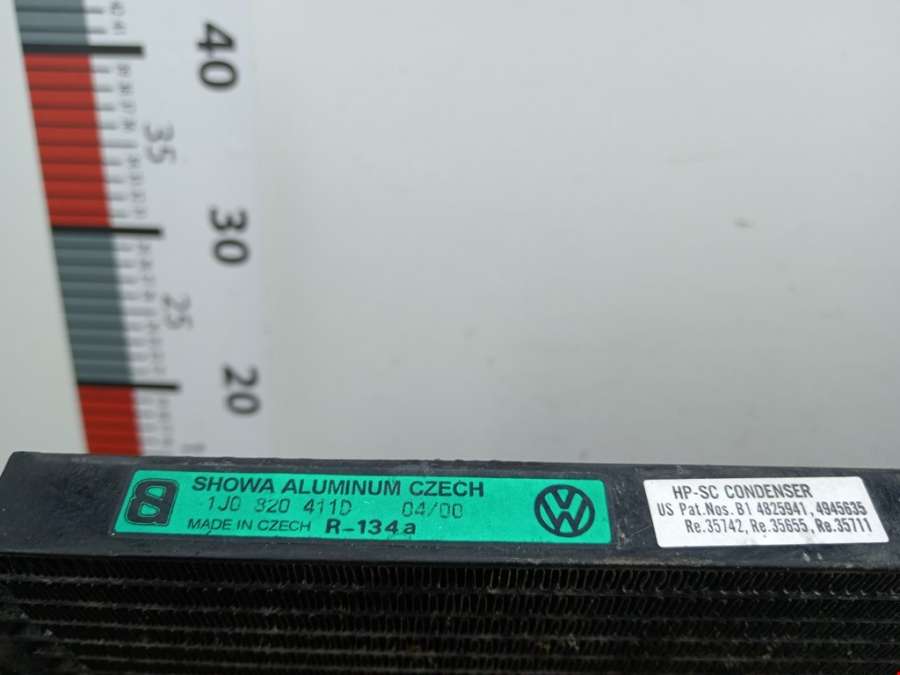 40
35
30
25
20
SHOWA ALUMINUM CZECH
1J0 820 411D 04/00
MADE IN CZECH R-134a
HP-SC CONDENSER
US Pat.Nos.B1 4825941,4945635
Re.35742,Re.35655,Re.35711